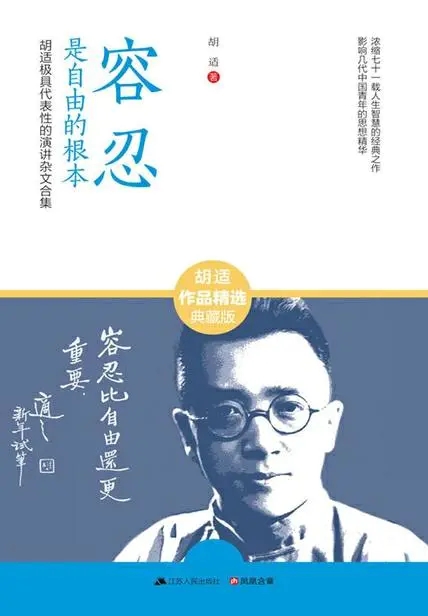 胡适 著
容忍
是自由的根本
胡适极具代表性的演讲杂文合集
浓缩七十一载人生智慧的经典之作
影响几代中国青年的思想精华
胡适
作品精选
典藏版
容忍比自由還更
重要
適之
新年試筆
江苏人民出版社
凤凰含章